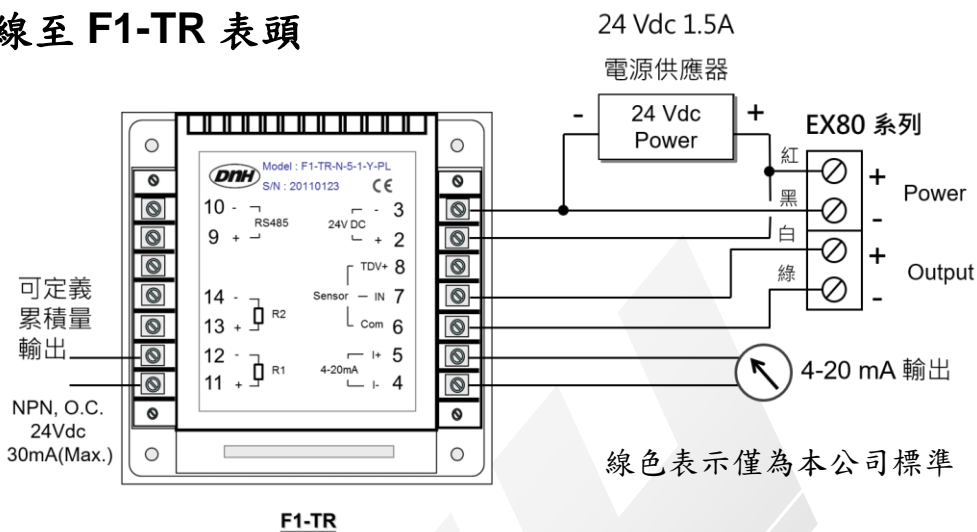 線至 F1-TR 表頭
24 Vdc 1.5A
電源供應器
- 24 Vdc Power +
EX80 系列
紅
黑
白
綠
+
-
Power
+
-
Output
DNH
Model : F1-TR-N-5-1-Y-PL
S/N : 20110123 CE
10 -
9 +
RS485
24V DC
- 3
+ 2
TDV+ 8
Sensor
IN 7
Com 6
14 -
13 +
R2
12 -
11 +
R1
4-20mA
I+ 5
I- 4
可定義
累積量
輸出
NPN, O.C.
24Vdc
30mA(Max.)
4-20 mA 輸出
線色表示僅為本公司標準
F1-TR